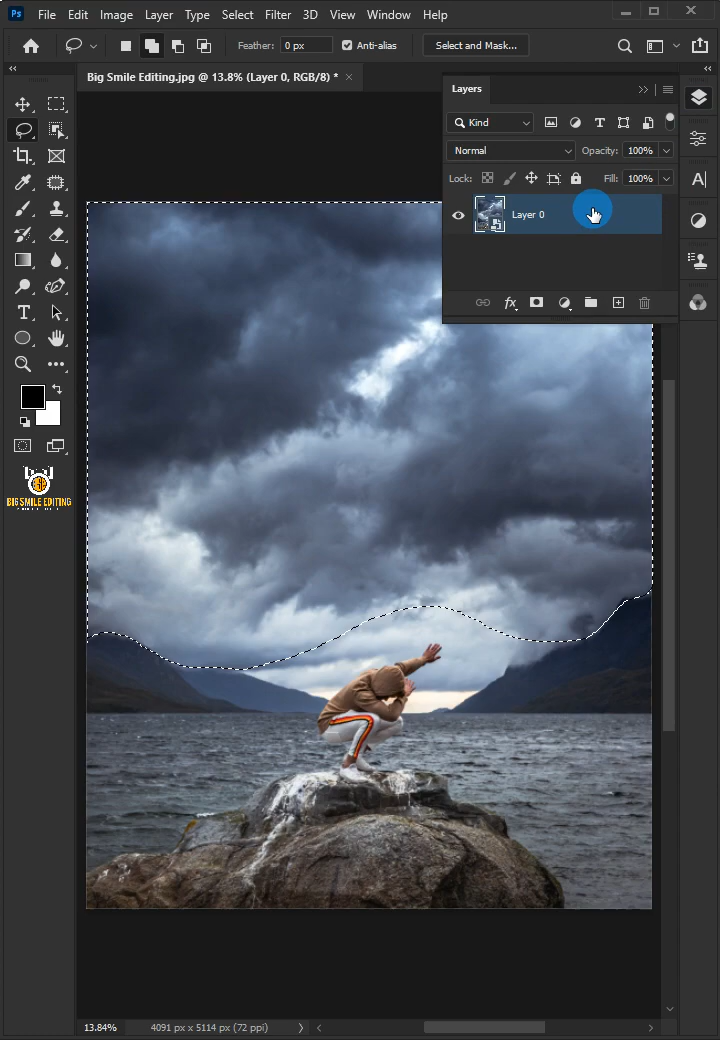 Ps File Edit Image Layer Type Select Filter 3D View Window Help
Feather: 0 px Anti-alias Select and Mask...
Big Smile Editing.jpg @ 13.8% (Layer 0, RGB/8) * ×
Layers
Kind
Normal Opacity: 100%
Lock: Fill: 100%
Layer 0
fx
BIG SMILE EDITING
13.84% 4091 px x 5114 px (72 ppi)